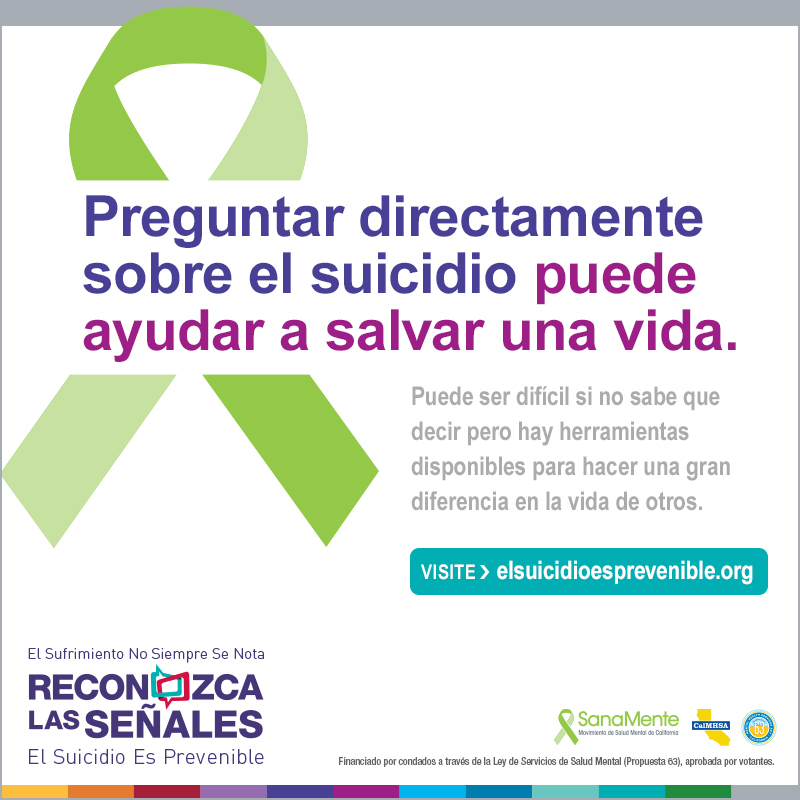 Preguntar directamente
sobre el suicidio puede
ayudar a salvar una vida.
Puede ser difícil si no sabe que
decir pero hay herramientas
disponibles para hacer una gran
diferencia en la vida de otros.
VISITE › elsuicidioesprevenible.org
El Sufrimiento No Siempre Se Nota
RECONOZCA
LAS SEÑALES
El Suicidio Es Prevenible
SanaMente
Movimiento de Salud Mental de California
CalMHSA
63
Financiado por condados a través de la Ley de Servicios de Salud Mental (Propuesta 63), aprobada por votantes.